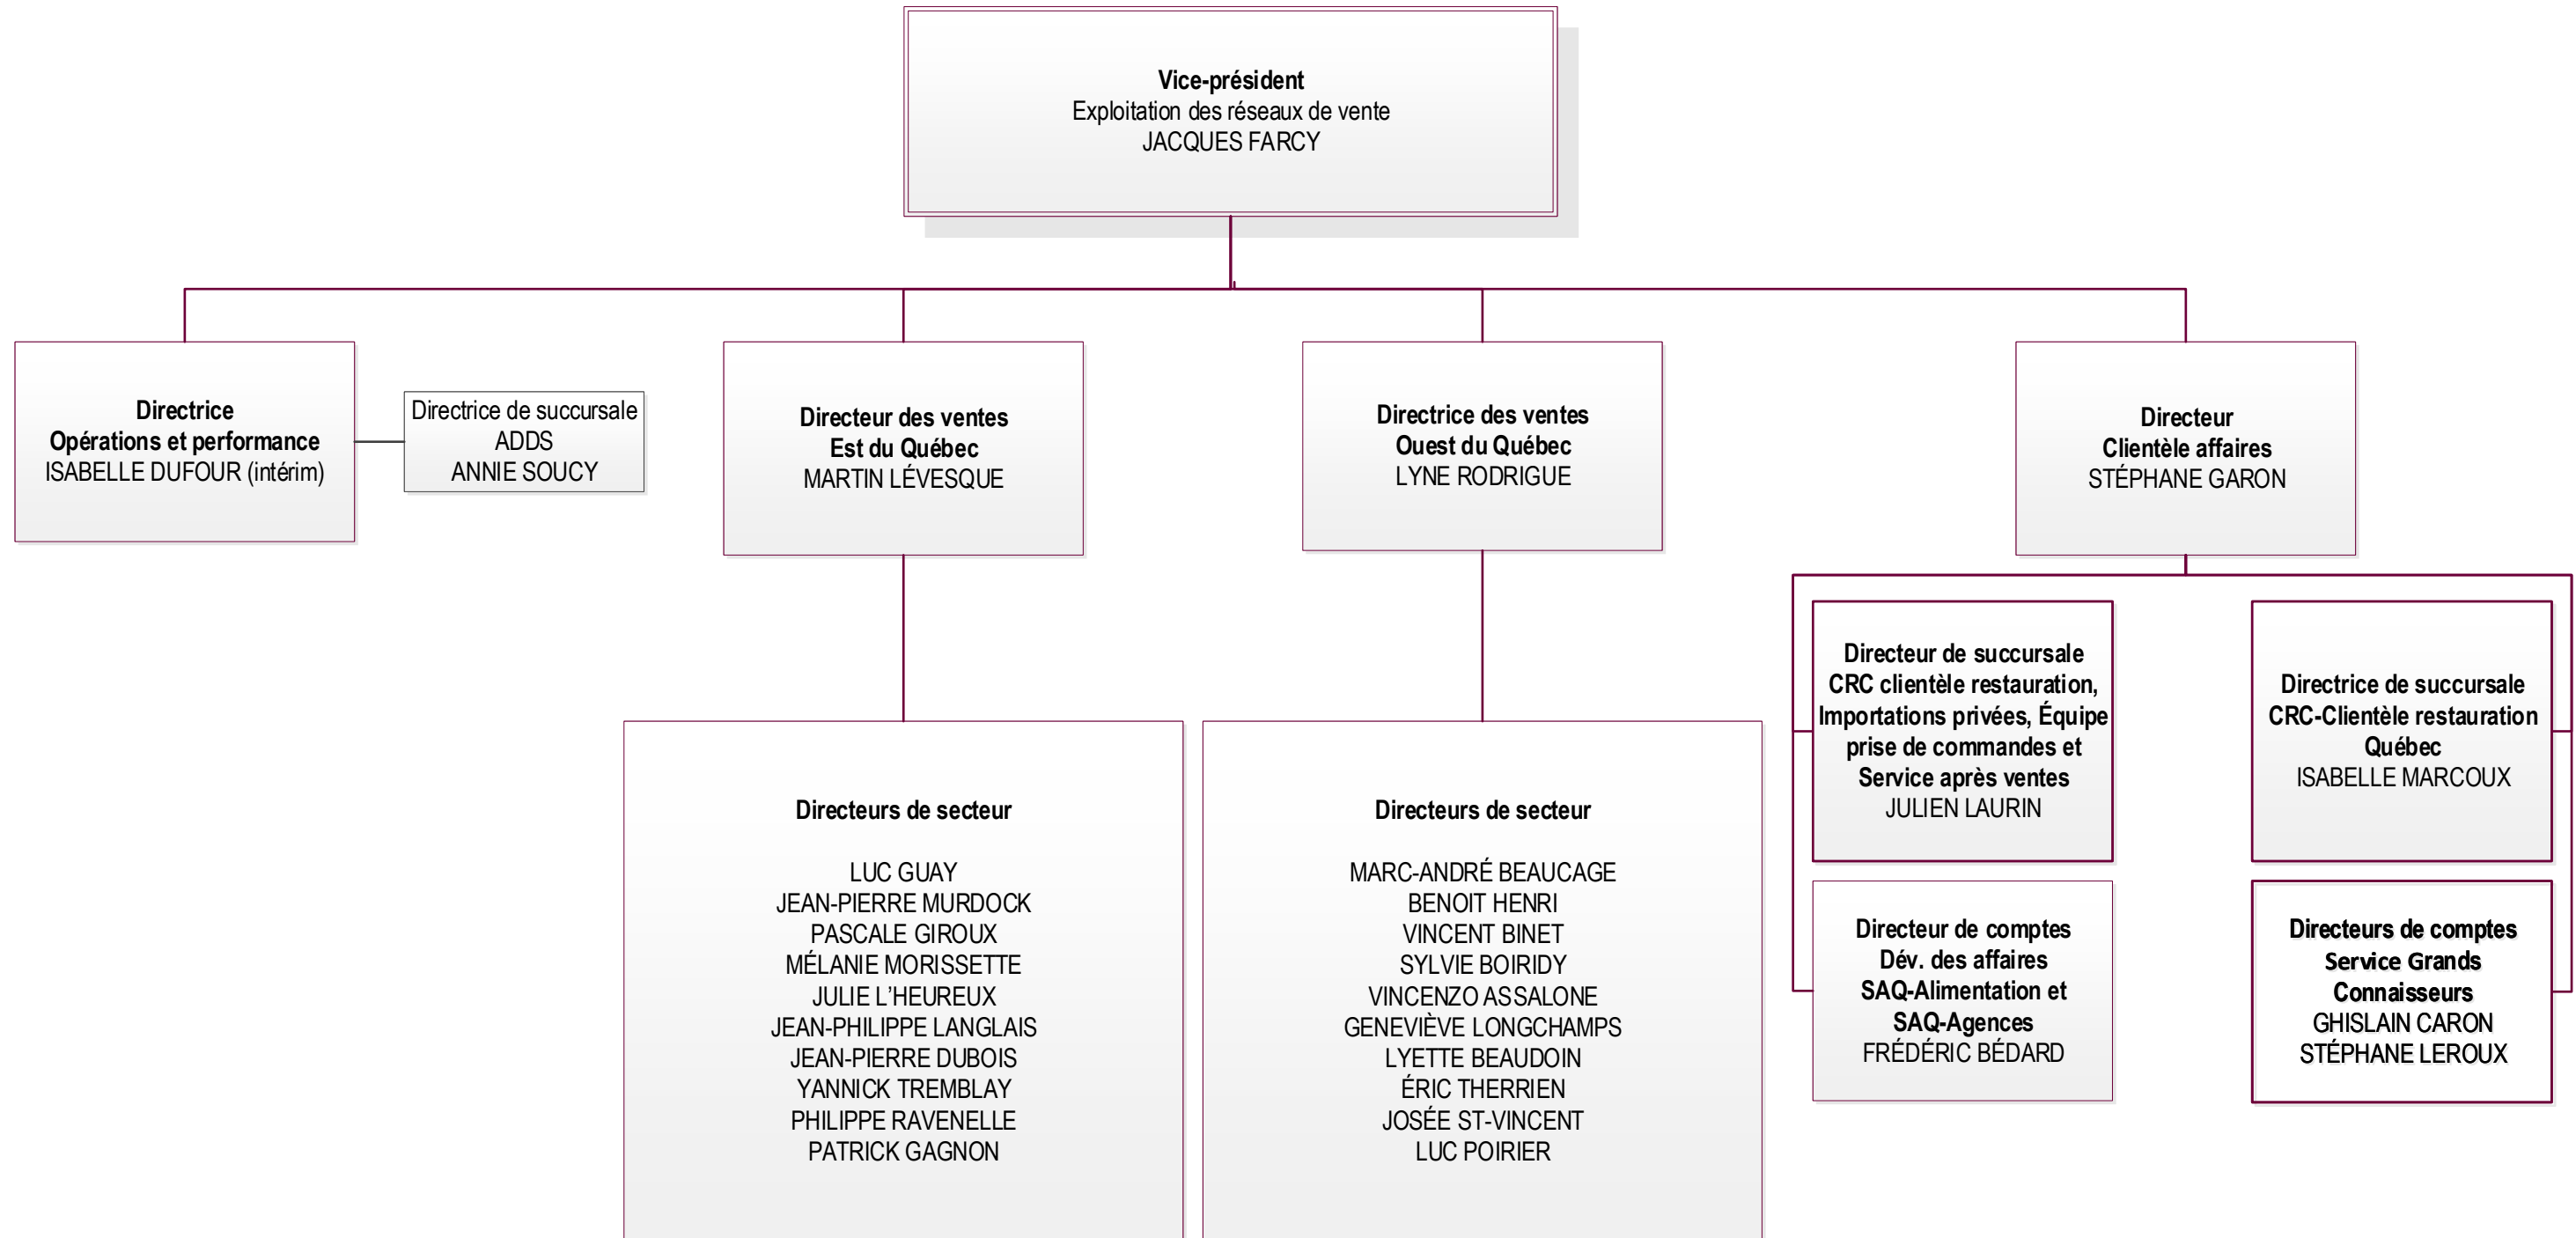 Vice-président
Exploitation des réseaux de vente
JACQUES FARCY
Directrice
Opérations et performance
ISABELLE DUFOUR (intérim)
Directrice de succursale
ADDS
ANNIE SOUCY
Directeur des ventes
Est du Québec
MARTIN LÉVESQUE
Directrice des ventes
Ouest du Québec
LYNE RODRIGUE
Directeur
Clientèle affaires
STÉPHANE GARON
Directeurs de secteur
LUC GUAY
JEAN-PIERRE MURDOCK
PASCALE GIROUX
MÉLANIE MORISSETTE
JULIE L’HEUREUX
JEAN-PHILIPPE LANGLAIS
JEAN-PIERRE DUBOIS
YANNICK TREMBLAY
PHILIPPE RAVENELLE
PATRICK GAGNON
Directeurs de secteur
MARC-ANDRÉ BEAUCAGE
BENOIT HENRI
VINCENT BINET
SYLVIE BOIRIDY
VINCENZO ASSALONE
GENEVIÈVE LONGCHAMPS
LYETTE BEAUDOIN
ÉRIC THERRIEN
JOSÉE ST-VINCENT
LUC POIRIER
Directeur de succursale
CRC clientèle restauration,
Importations privées, Équipe
prise de commandes et
Service après ventes
JULIEN LAURIN
Directrice de succursale
CRC-Clientèle restauration
Québec
ISABELLE MARCOUX
Directeur de comptes
Dév. des affaires
SAQ-Alimentation et
SAQ-Agences
FRÉDÉRIC BÉDARD
Directeurs de comptes
Service Grands
Connaisseurs
GHISLAIN CARON
STÉPHANE LEROUX